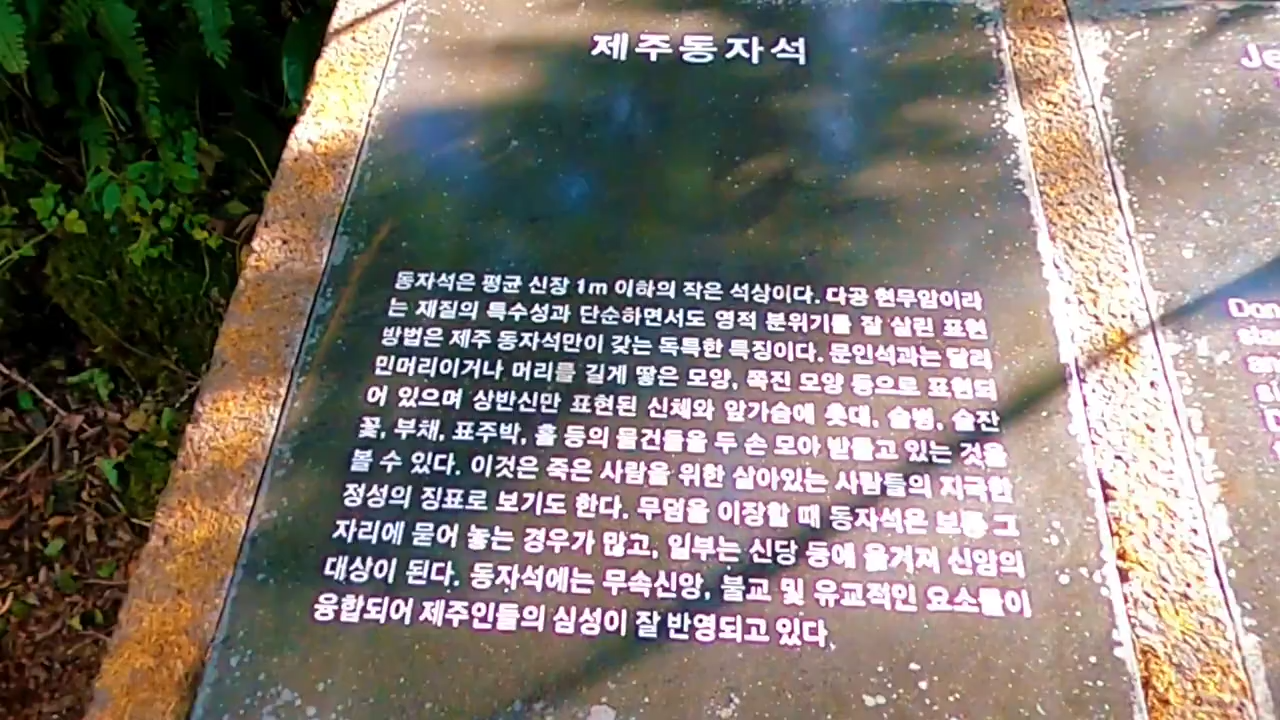 제주동자석
동자석은 평균 신장 1m 이하의 작은 석상이다. 다공 현무암이라
는 재질의 특수성과 단순하면서도 영적 분위기를 잘 살린 표현
방법은 제주 동자석만이 갖는 독특한 특징이다. 문인석과는 달리
민머리이거나 머리를 길게 땋은 모양, 쪽진 모양 등으로 표현되
어 있으며 상반신만 표현된 신체와 앞가슴에 촛대, 술병, 술잔
꽃, 부채, 표주박, 홀 등의 물건들을 두 손 모아 받들고 있는 것을
볼 수 있다. 이것은 죽은 사람을 위한 살아있는 사람들의 지극한
정성의 징표로 보기도 한다. 무덤을 이장할 때 동자석은 보통 그
자리에 묻어 놓는 경우가 많고, 일부는 신당 등에 옮겨져 신앙의
대상이 된다. 동자석에는 무속신앙, 불교 및 유교적인 요소들이
융합되어 제주인들의 심성이 잘 반영되고 있다.